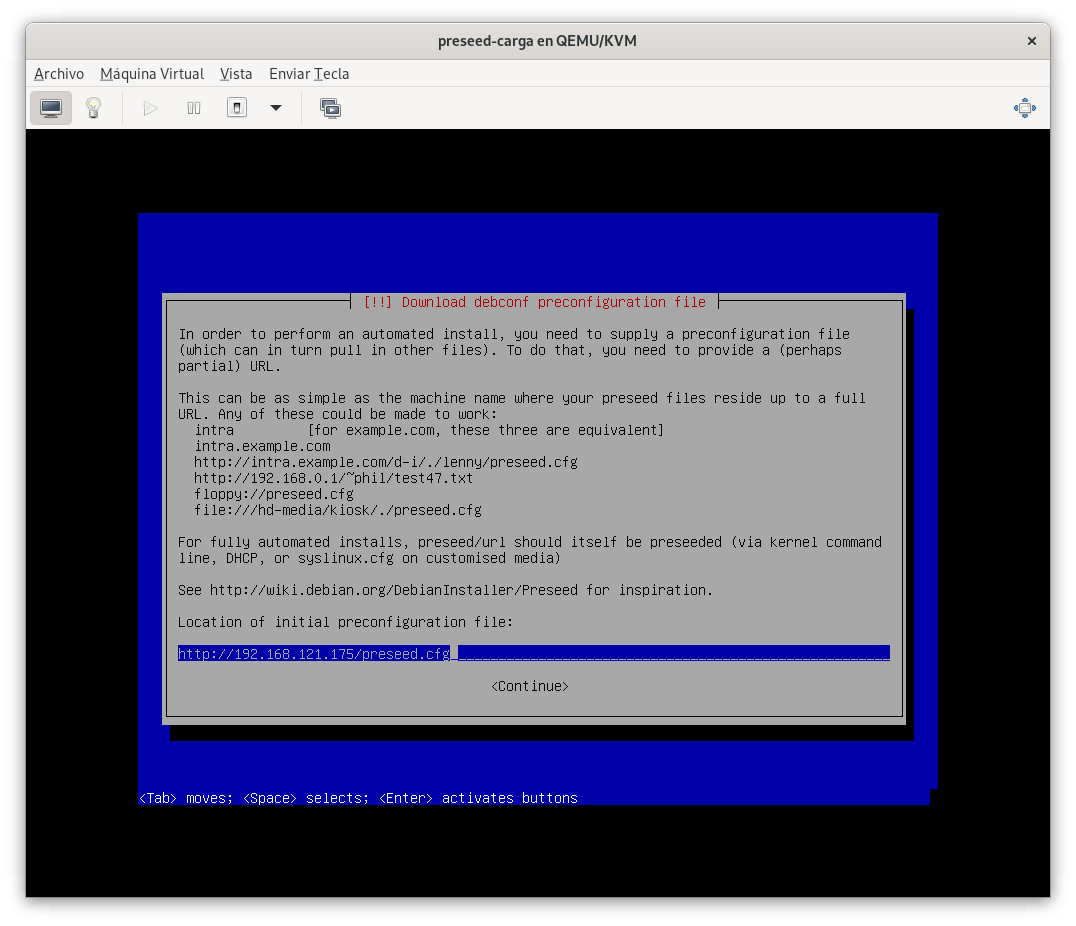 preseed-carga en QEMU/KVM
Archivo Máquina Virtual Vista Enviar Tecla
[!!] Download debconf preconfiguration file
In order to perform an automated install, you need to supply a preconfiguration file
(which can in turn pull in other files). To do that, you need to provide a (perhaps
partial) URL.
This can be as simple as the machine name where your preseed files reside up to a full
URL. Any of these could be made to work:
intra [for example.com, these three are equivalent]
intra.example.com
http://intra.example.com/d-i/./lenny/preseed.cfg
http://192.168.0.1/~phil/test47.txt
floppy://preseed.cfg
file:///hd-media/kiosk/./preseed.cfg
For fully automated installs, preseed/url should itself be preseeded (via kernel command
line, DHCP, or syslinux.cfg on customised media)
See http://wiki.debian.org/DebianInstaller/Preseed for inspiration.
Location of initial preconfiguration file:
http://192.168.121.175/preseed.cfg
<Continue>
<Tab> moves; <Space> selects; <Enter> activates buttons